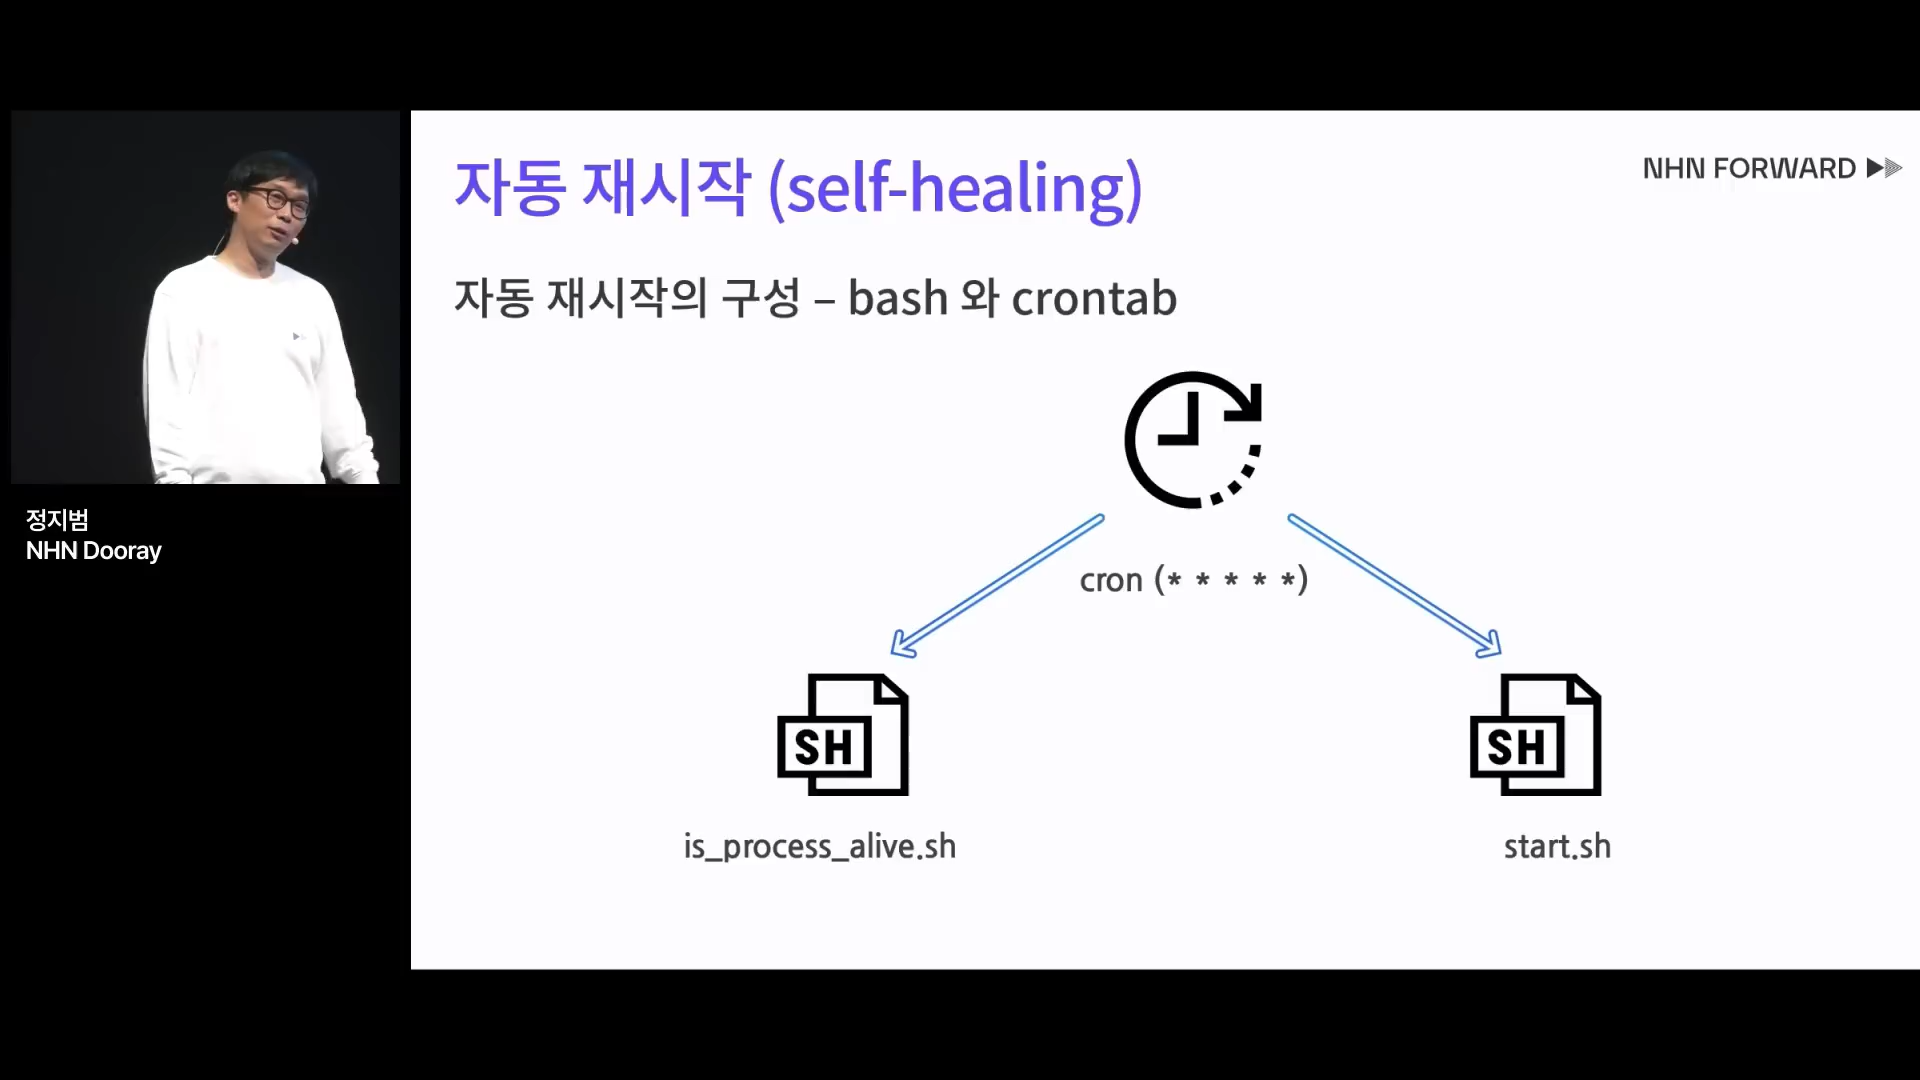 자동 재시작 (self-healing)
NHN FORWARD
자동 재시작의 구성 – bash 와 crontab
정지범
NHN Dooray
cron (* * * * *)
SH
SH
is_process_alive.sh
start.sh